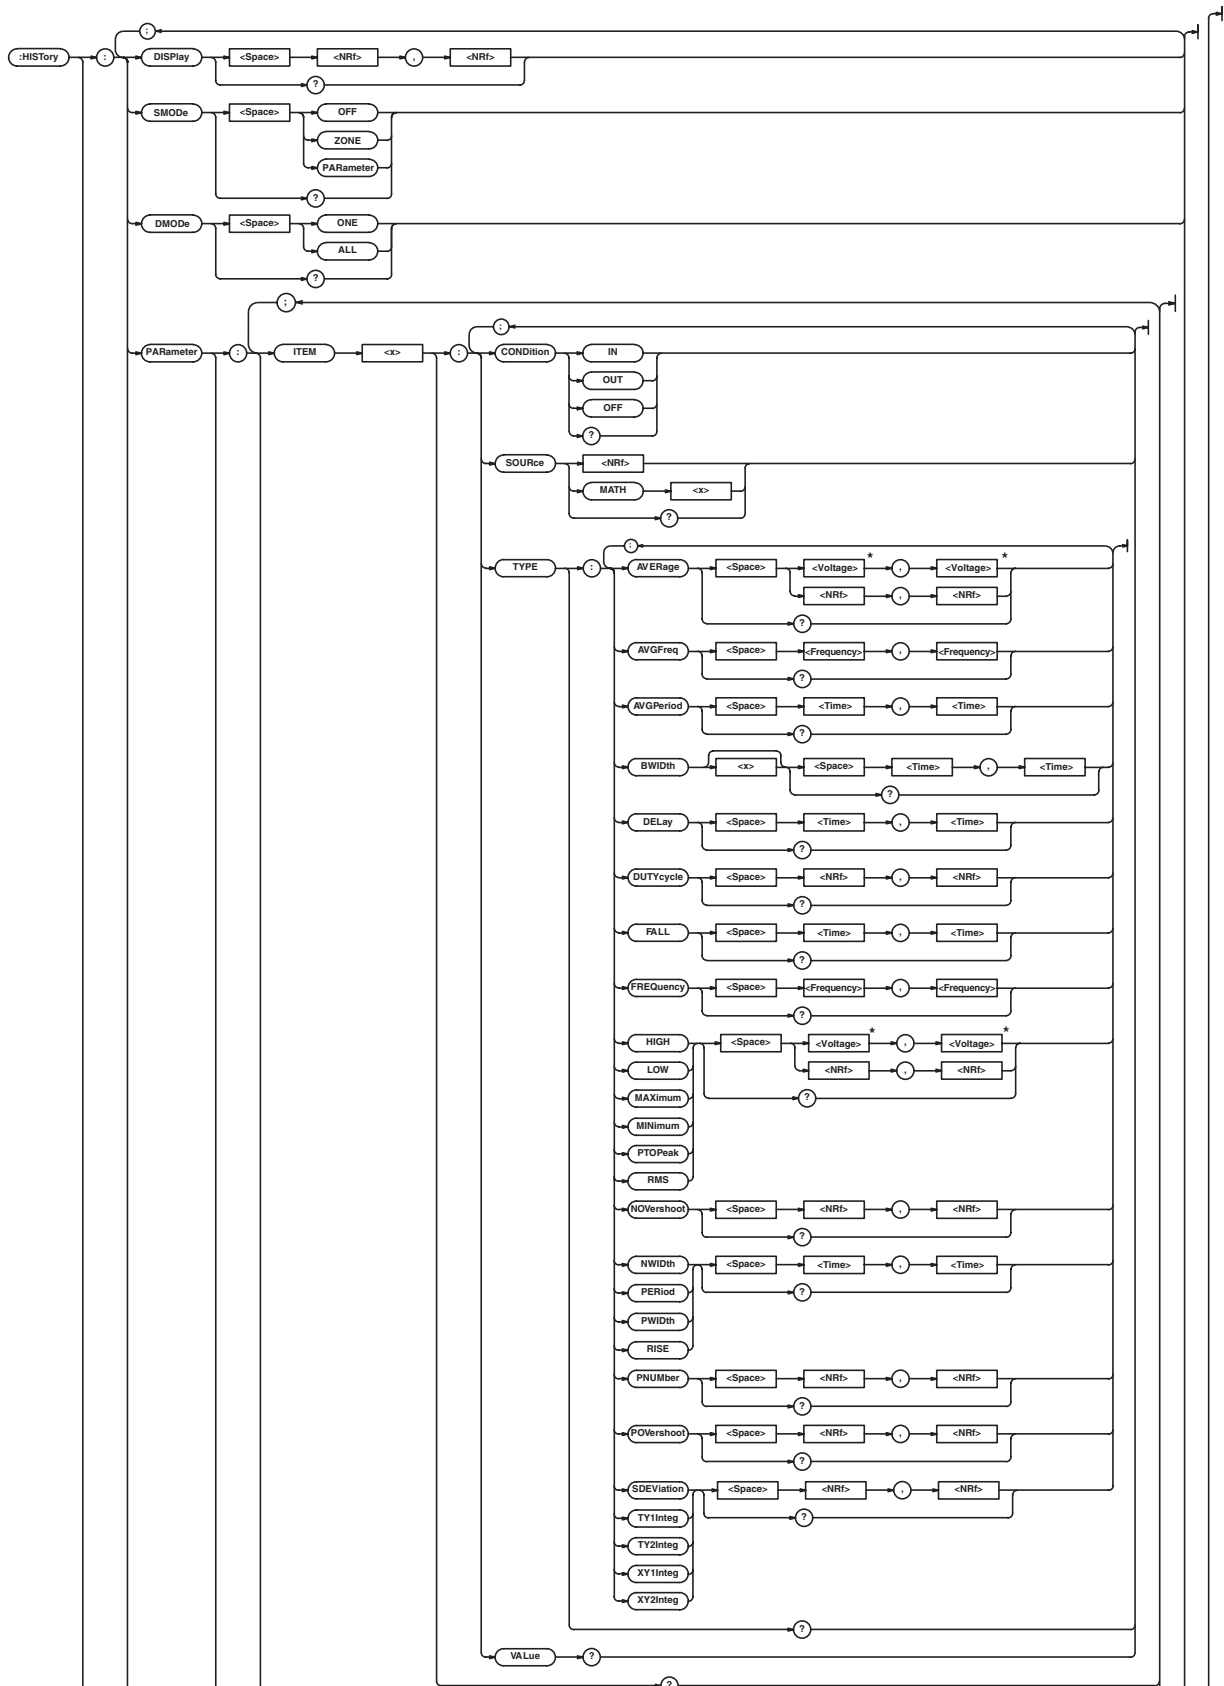 ;
:HISTory : DISPlay <Space> <NRf> , <NRf>
?
SMODe <Space> OFF
ZONE
PARameter
?
DMODe <Space> ONE
ALL
?
;
;
PARameter : ITEM <x> : CONDition IN
OUT
OFF
?
SOURce <NRf>
MATH <x>
?
;
TYPE : AVERage <Space> <Voltage> * , <Voltage> *
<NRf> , <NRf>
?
AVGFreq <Space> <Frequency> , <Frequency>
?
AVGPeriod <Space> <Time> , <Time>
?
BWIDth <x> <Space> <Time> , <Time>
?
DELay <Space> <Time> , <Time>
?
DUTYcycle <Space> <NRf> , <NRf>
?
FALL <Space> <Time> , <Time>
?
FREQuency <Space> <Frequency> , <Frequency>
?
HIGH <Space> <Voltage> * , <Voltage> *
LOW <NRf> , <NRf>
MAXimum ?
MINimum
PTOPeak
RMS
NOVershoot <Space> <NRf> , <NRf>
?
NWIDth <Space> <Time> , <Time>
PERiod ?
PWIDth
RISE
PNUMber <Space> <NRf> , <NRf>
?
POVershoot <Space> <NRf> , <NRf>
?
SDEViation <Space> <NRf> , <NRf>
TY1Integ ?
TY2Integ
XY1Integ
XY2Integ
?
VALue ?
?